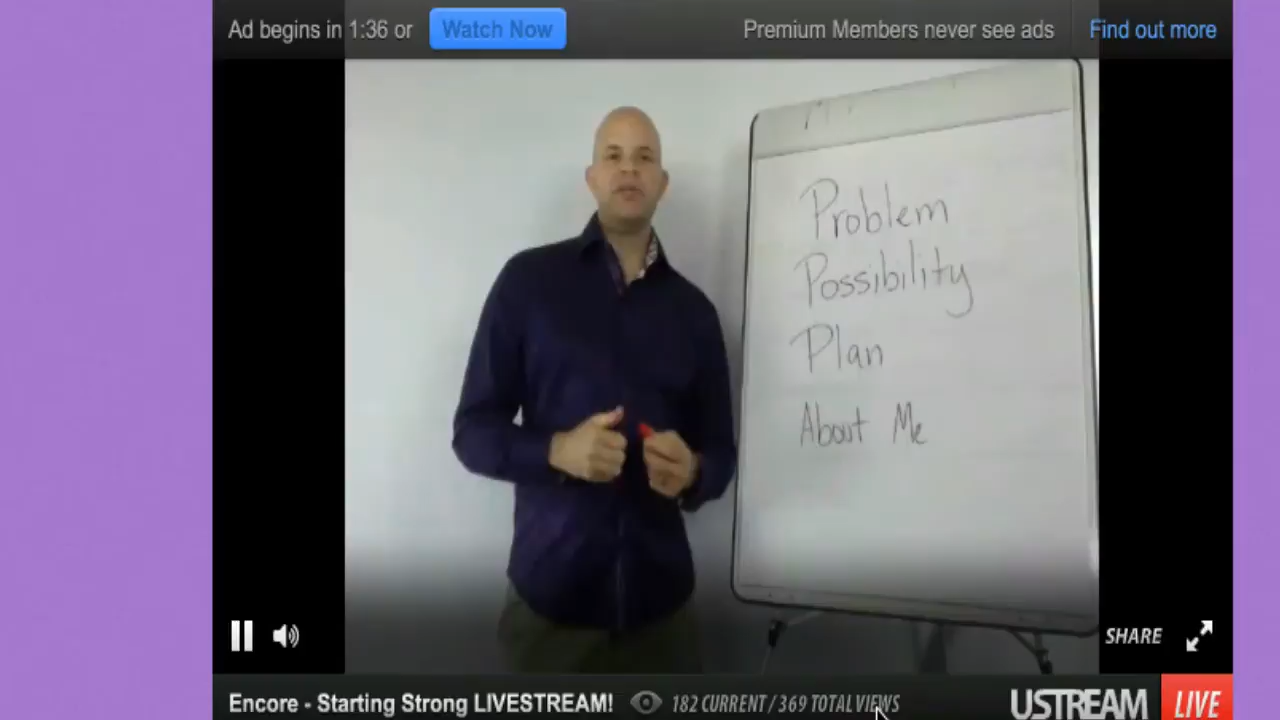 Ad begins in 1:36 or Watch Now Premium Members never see ads Find out more
Problem
Possibility
Plan
About Me
SHARE
Encore - Starting Strong LIVESTREAM! 182 CURRENT / 369 TOTAL VIEWS USTREAM LIVE